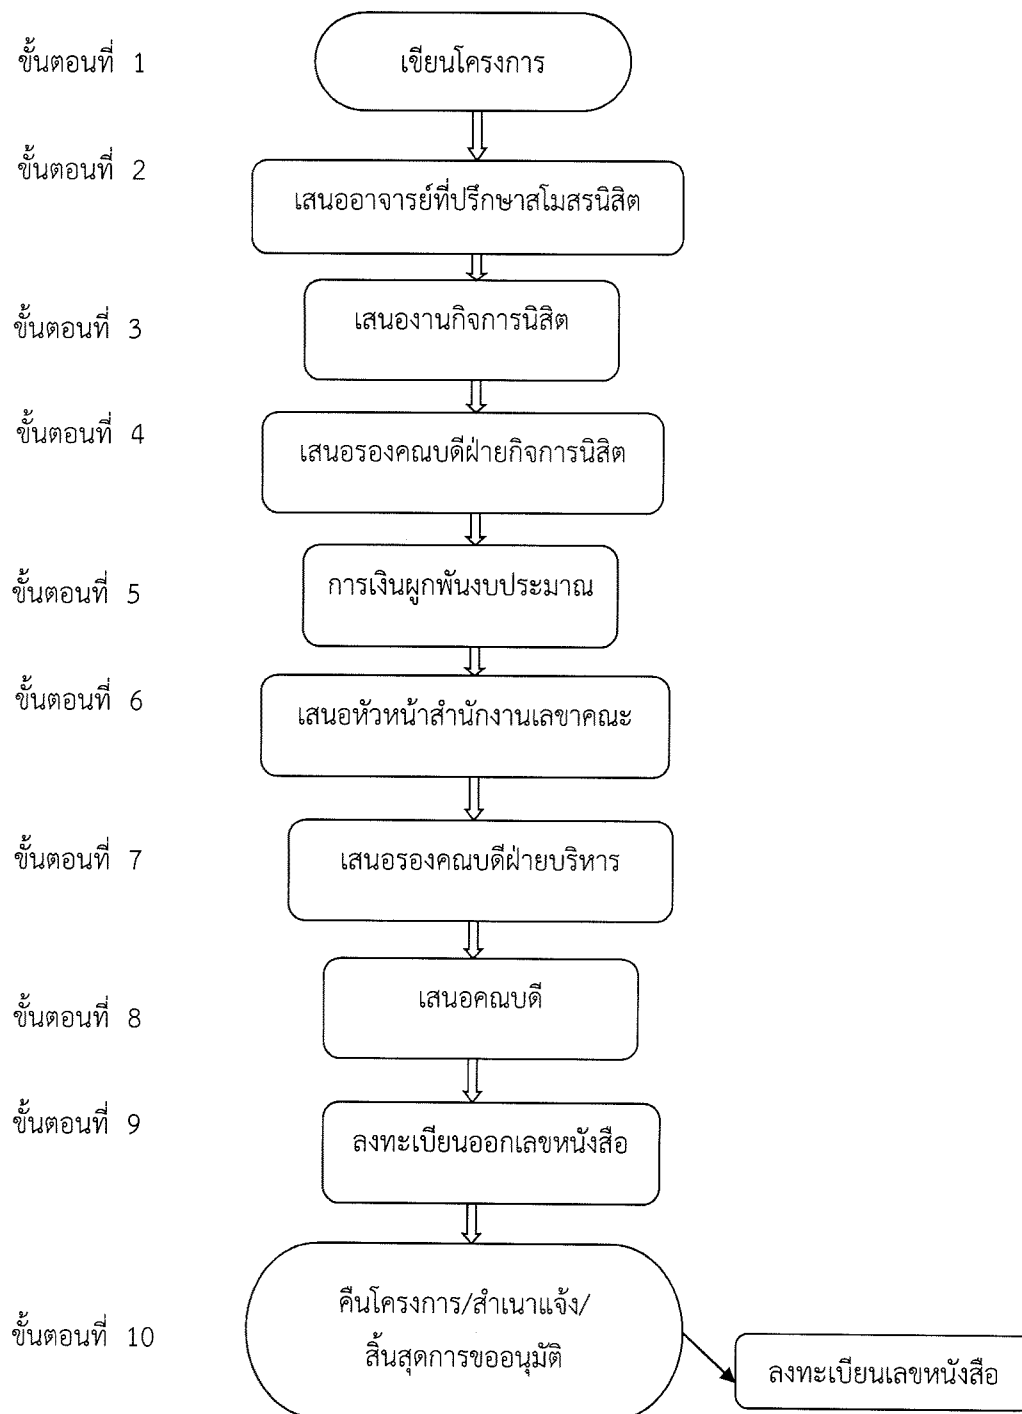 ขั้นตอนที่ 1
เขียนโครงการ
ขั้นตอนที่ 2
เสนออาจารย์ที่ปรึกษาสโมสรนิสิต
ขั้นตอนที่ 3
เสนองานกิจการนิสิต
ขั้นตอนที่ 4
เสนอรองคณบดีฝ่ายกิจการนิสิต
ขั้นตอนที่ 5
การเงินผูกพันงบประมาณ
ขั้นตอนที่ 6
เสนอหัวหน้าสำนักงานเลขาคณะ
ขั้นตอนที่ 7
เสนอรองคณบดีฝ่ายบริหาร
ขั้นตอนที่ 8
เสนอคณบดี
ขั้นตอนที่ 9
ลงทะเบียนออกเลขหนังสือ
ขั้นตอนที่ 10
คืนโครงการ/สำเนาแจ้ง/
สิ้นสุดการขออนุมัติ
ลงทะเบียนเลขหนังสือ